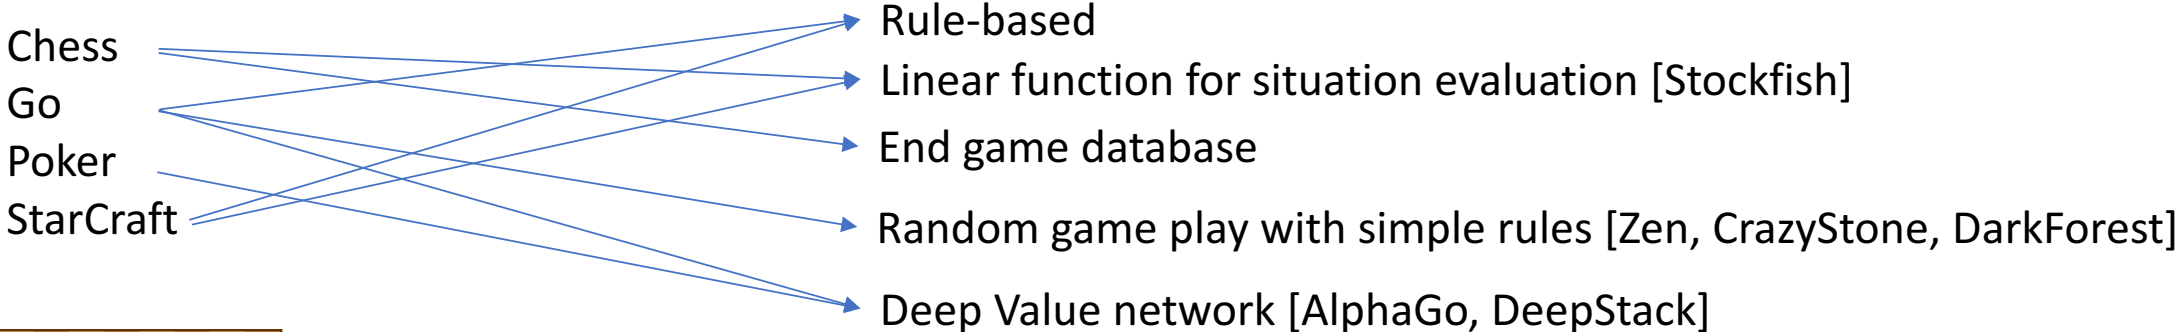 Chess
Go
Poker
StarCraft
Rule-based
Linear function for situation evaluation [Stockfish]
End game database
Random game play with simple rules [Zen, CrazyStone, DarkForest]
Deep Value network [AlphaGo, DeepStack]